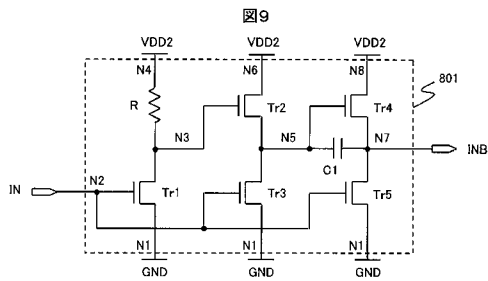 図9
VDD2 VDD2 VDD2
N4 N6 N8
801
R Tr2 Tr4
N3 N5 N7
INB
C1
IN N2 Tr1 Tr3 Tr5
N1 N1 N1
GND GND GND